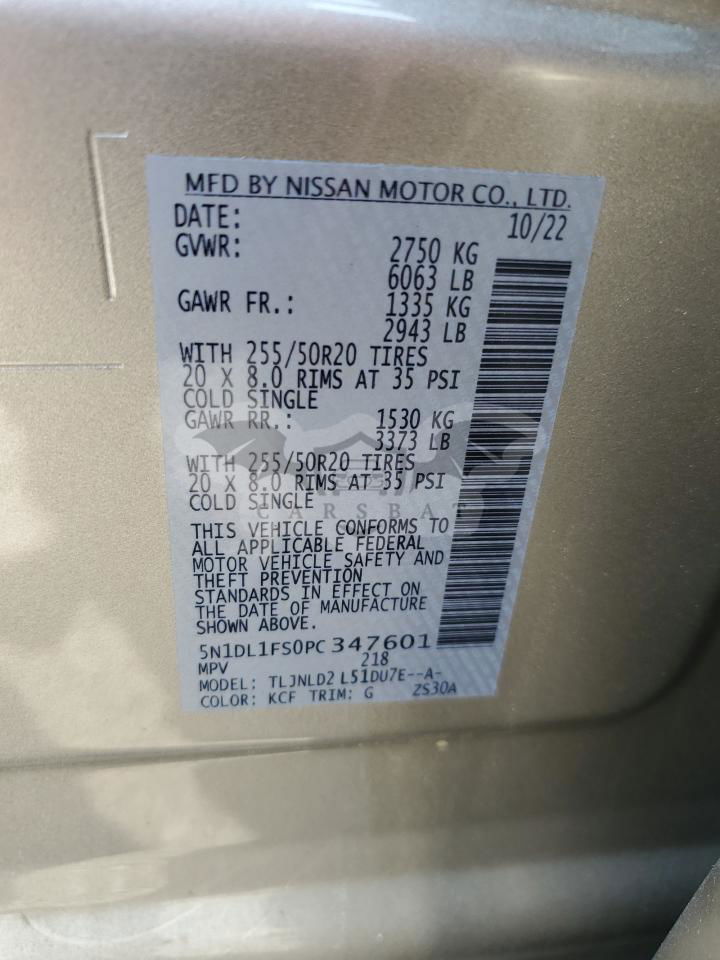 MFD BY NISSAN MOTOR CO., LTD.
DATE: 10/22
GVWR: 2750 KG
6063 LB
GAWR FR.: 1335 KG
2943 LB
WITH 255/50R20 TIRES
20 X 8.0 RIMS AT 35 PSI
COLD SINGLE
GAWR RR.: 1530 KG
3373 LB
WITH 255/50R20 TIRES
20 X 8.0 RIMS AT 35 PSI
COLD SINGLE
CARSBAT
THIS VEHICLE CONFORMS TO
ALL APPLICABLE FEDERAL
MOTOR VEHICLE SAFETY AND
THEFT PREVENTION
STANDARDS IN EFFECT ON
THE DATE OF MANUFACTURE
SHOWN ABOVE.
5N1DL1FS0PC347601
MPV 218
MODEL: TLJNLD2 L51DU7E--A-
COLOR: KCF TRIM: G ZS30A